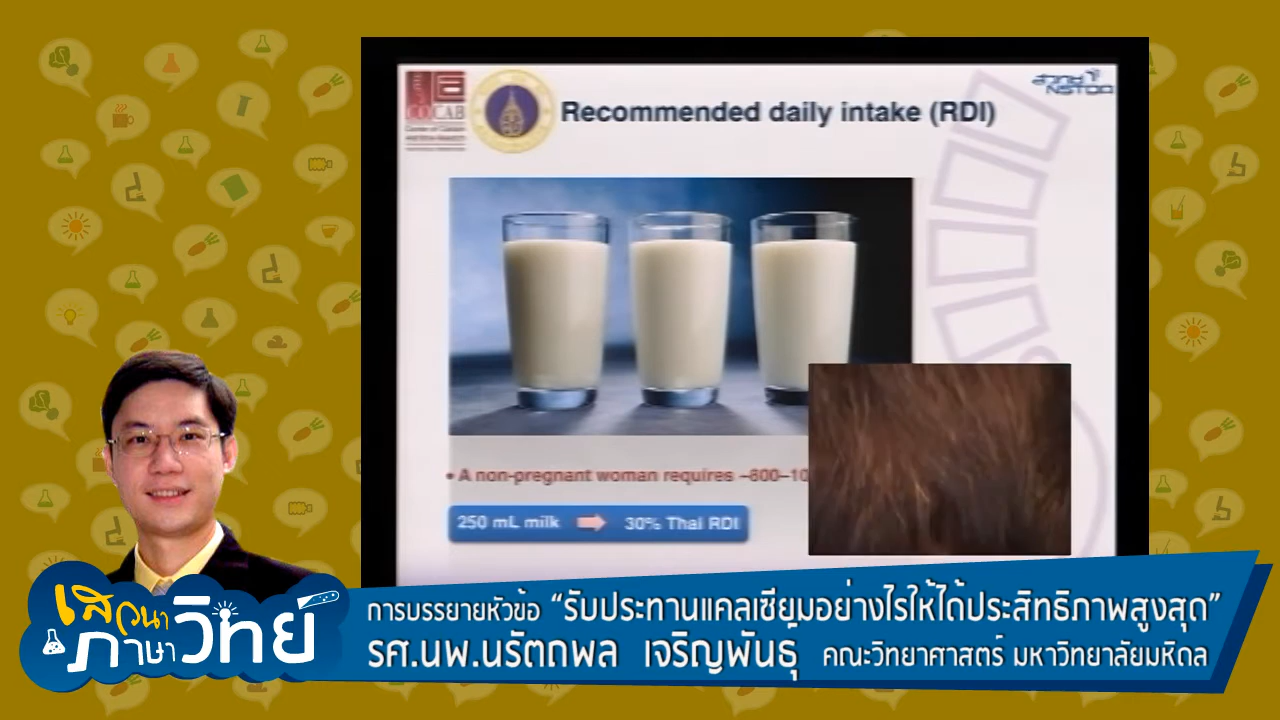 COCAB
Recommended daily intake (RDI)
สวทช
NSTDA
• A non-pregnant woman requires ~800–10
250 mL milk
30% Thai RDI
เสวนา
ภาษา
วิทย์
การบรรยายหัวข้อ “รับประทานแคลเซียมอย่างไรให้ได้ประสิทธิภาพสูงสุด”
รศ.นพ.นรัตถพล เจริญพันธุ์ คณะวิทยาศาสตร์ มหาวิทยาลัยมหิดล